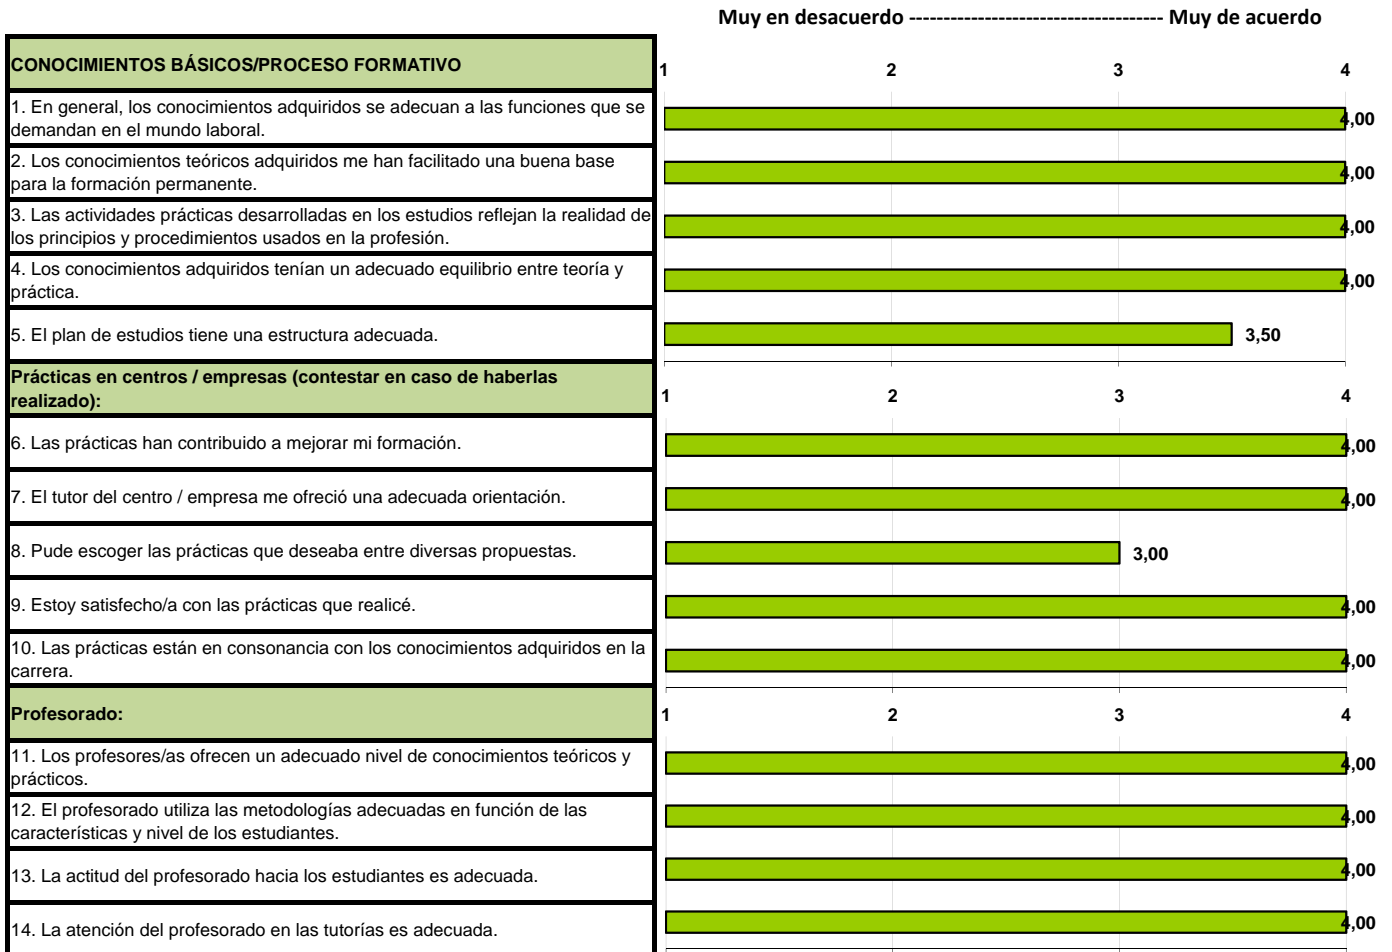 Muy en desacuerdo ------------------------------------- Muy de acuerdo
CONOCIMIENTOS BÁSICOS/PROCESO FORMATIVO
1 2 3 4
1. En general, los conocimientos adquiridos se adecuan a las funciones que se
demandan en el mundo laboral.
4,00
2. Los conocimientos teóricos adquiridos me han facilitado una buena base
para la formación permanente.
4,00
3. Las actividades prácticas desarrolladas en los estudios reflejan la realidad de
los principios y procedimientos usados en la profesión.
4,00
4. Los conocimientos adquiridos tenían un adecuado equilibrio entre teoría y
práctica.
4,00
5. El plan de estudios tiene una estructura adecuada.
3,50
Prácticas en centros / empresas (contestar en caso de haberlas
realizado):
1 2 3 4
6. Las prácticas han contribuido a mejorar mi formación.
4,00
7. El tutor del centro / empresa me ofreció una adecuada orientación.
4,00
8. Pude escoger las prácticas que deseaba entre diversas propuestas.
3,00
9. Estoy satisfecho/a con las prácticas que realicé.
4,00
10. Las prácticas están en consonancia con los conocimientos adquiridos en la
carrera.
4,00
Profesorado:
1 2 3 4
11. Los profesores/as ofrecen un adecuado nivel de conocimientos teóricos y
prácticos.
4,00
12. El profesorado utiliza las metodologías adecuadas en función de las
características y nivel de los estudiantes.
4,00
13. La actitud del profesorado hacia los estudiantes es adecuada.
4,00
14. La atención del profesorado en las tutorías es adecuada.
4,00